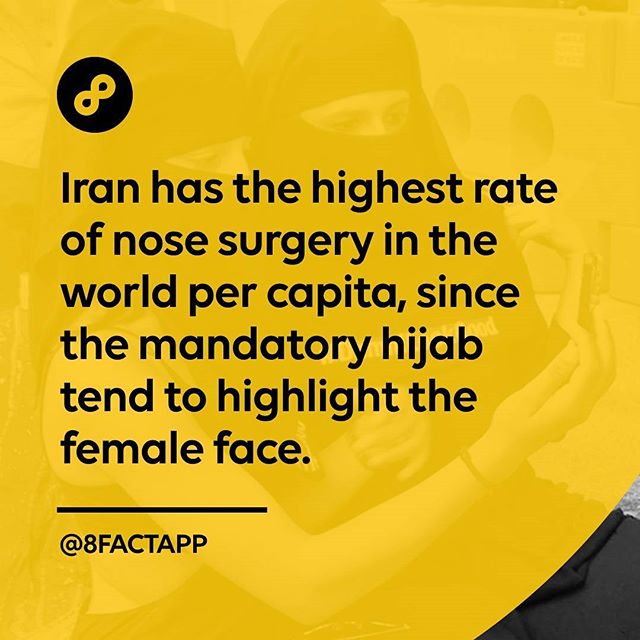 Iran has the highest rate
of nose surgery in the
world per capita, since
the mandatory hijab
tend to highlight the
female face.
@8FACTAPP